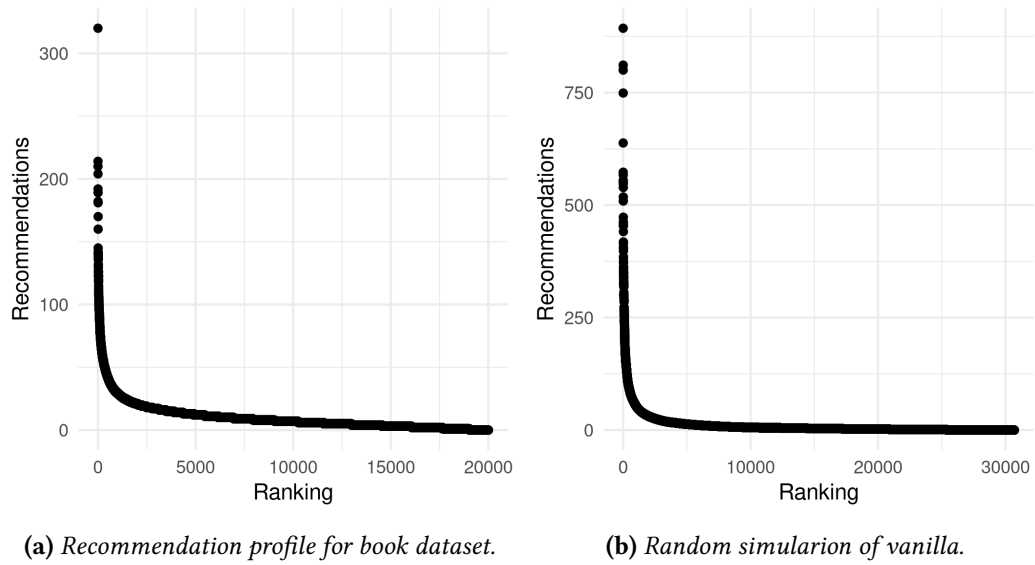 300
200
100
0
Recommendations
0 5000 10000 15000 20000
Ranking
(a) Recommendation profile for book dataset.
750
500
250
0
Recommendations
0 10000 20000 30000
Ranking
(b) Random simularion of vanilla.